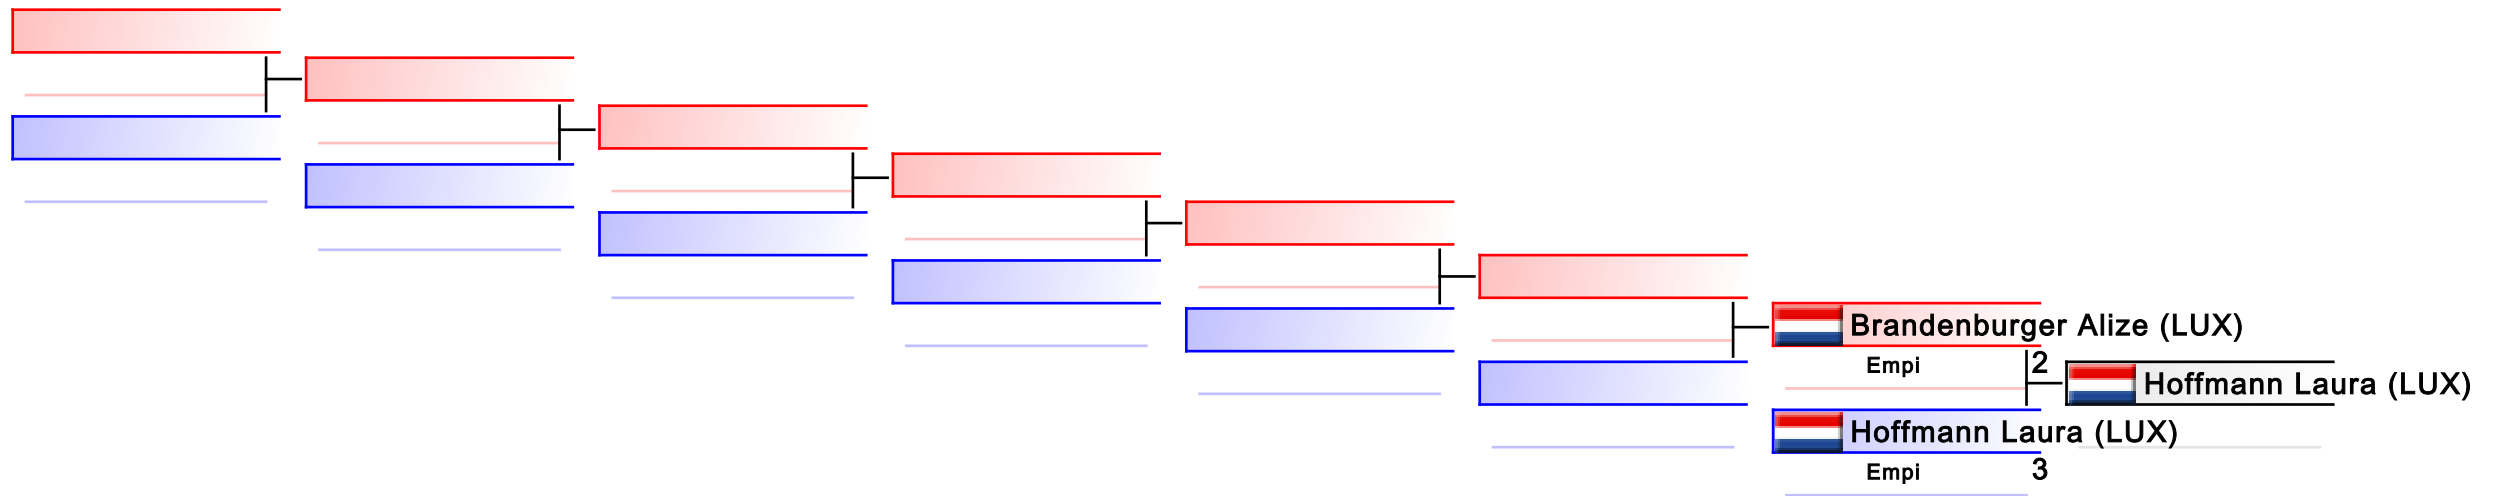 Brandenburger Alize (LUX)
Empi 2
Hoffmann Laura (LUX)
Hoffmann Laura (LUX)
Empi 3